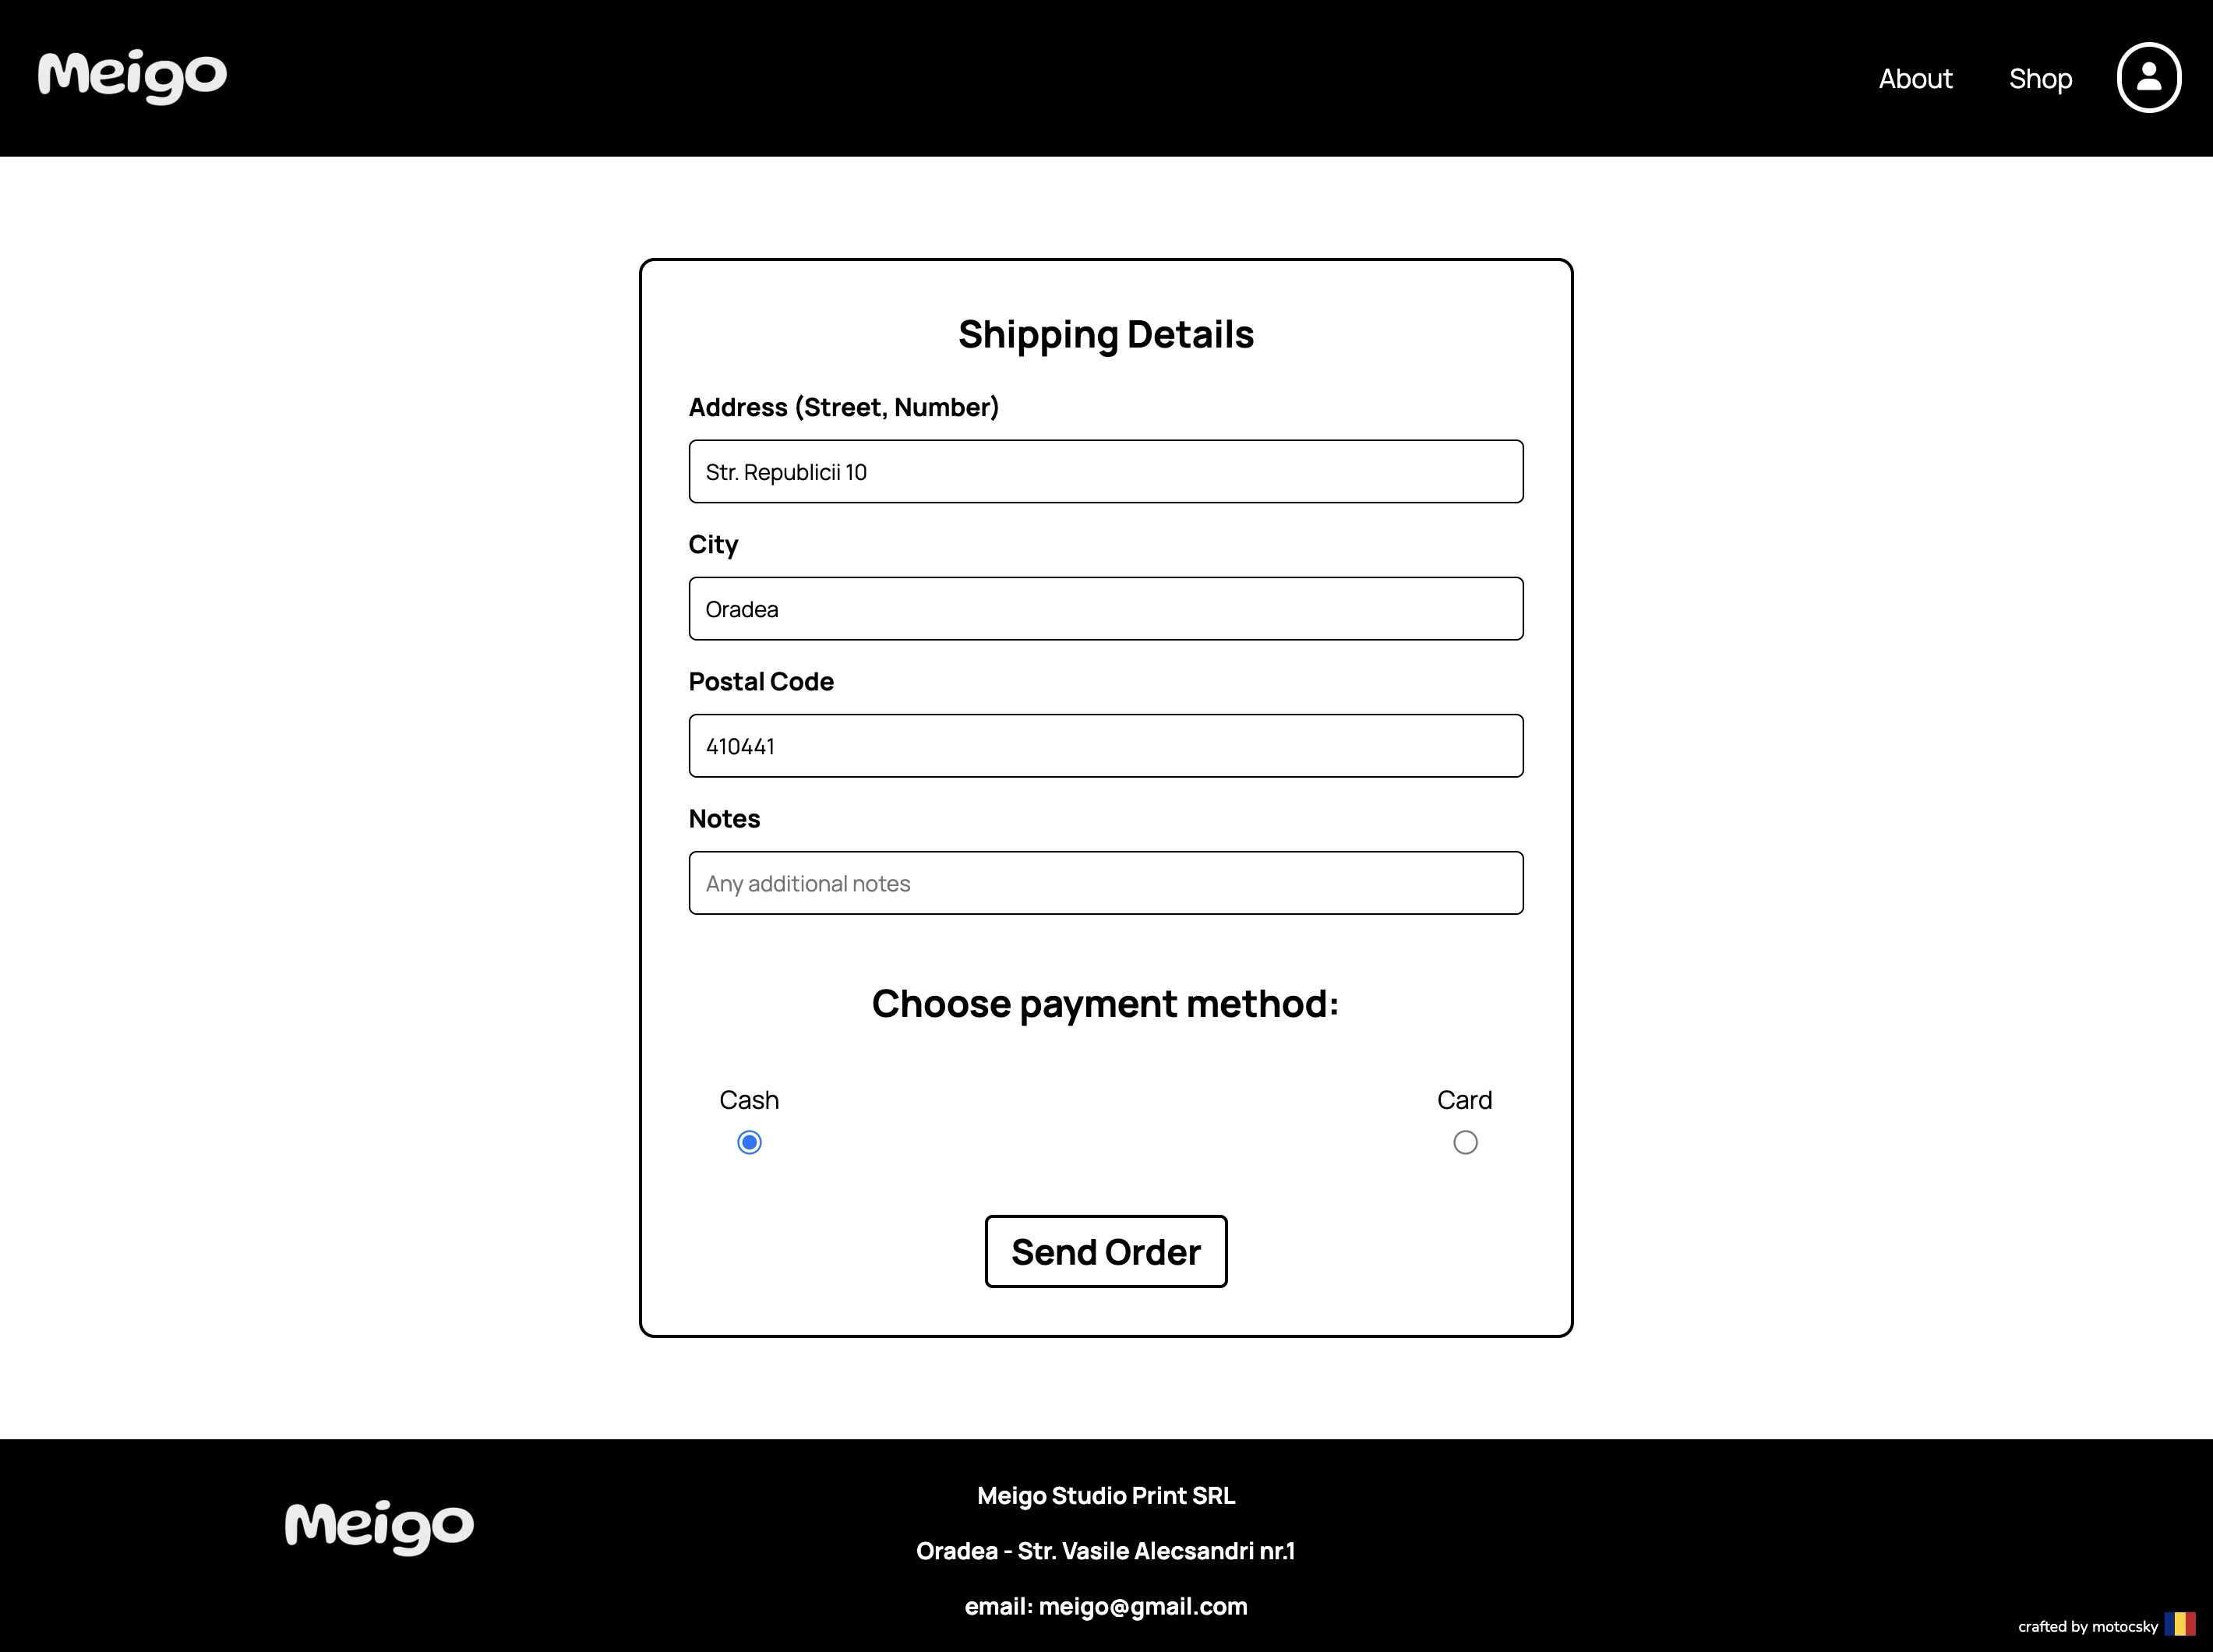 Meigo
About
Shop
Shipping Details
Address (Street, Number)
Str. Republicii 10
City
Oradea
Postal Code
410441
Notes
Any additional notes
Choose payment method:
Cash
Card
Send Order
Meigo
Meigo Studio Print SRL
Oradea - Str. Vasile Alecsandri nr.1
email: meigo@gmail.com
crafted by motocsky